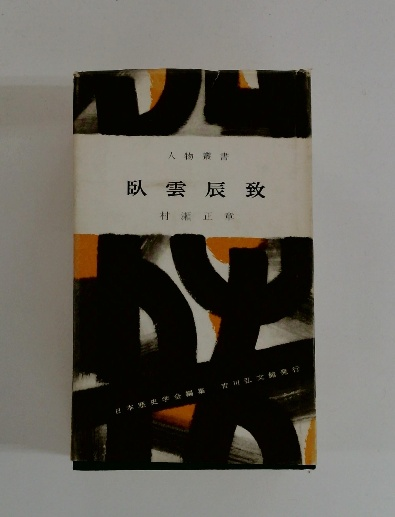 人物叢書
臥雲辰致
村瀬正章
日本歴史学会編集 吉川弘文館発行